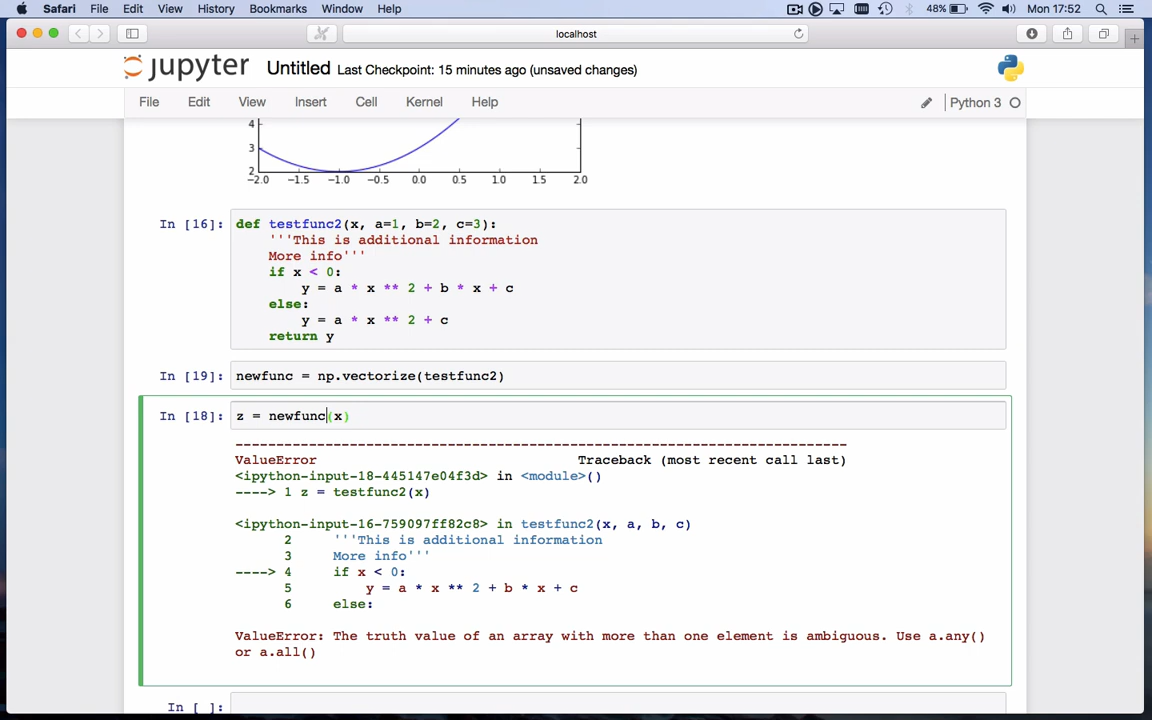 Safari File Edit View History Bookmarks Window Help 48% Mon 17:52
localhost
jupyter Untitled Last Checkpoint: 15 minutes ago (unsaved changes)
File Edit View Insert Cell Kernel Help Python 3
4
3
2
-2.0 -1.5 -1.0 -0.5 0.0 0.5 1.0 1.5 2.0
In [16]: def testfunc2(x, a=1, b=2, c=3):
'''This is additional information
More info'''
if x < 0:
y = a * x ** 2 + b * x + c
else:
y = a * x ** 2 + c
return y
In [19]: newfunc = np.vectorize(testfunc2)
In [18]: z = newfunc(x)
---------------------------------------------------------------------------
ValueError Traceback (most recent call last)
<ipython-input-18-445147e04f3d> in <module>()
----> 1 z = testfunc2(x)
<ipython-input-16-759097ff82c8> in testfunc2(x, a, b, c)
2 '''This is additional information
3 More info'''
----> 4 if x < 0:
5 y = a * x ** 2 + b * x + c
6 else:
ValueError: The truth value of an array with more than one element is ambiguous. Use a.any()
or a.all()
In [ ]: